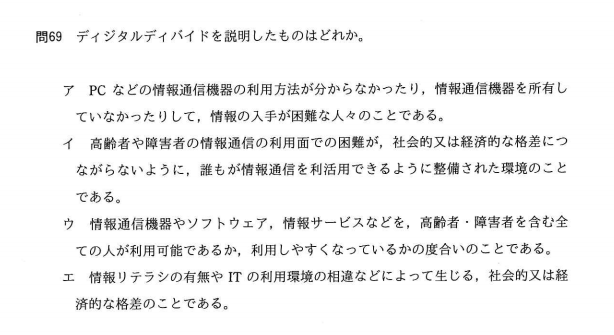 問69 ディジタルディバイドを説明したものはどれか。
ア PC などの情報通信機器の利用方法が分からなかったり，情報通信機器を所有し
ていなかったりして，情報の入手が困難な人々のことである。
イ 高齢者や障害者の情報通信の利用面での困難が，社会的又は経済的な格差につ
ながらないように，誰もが情報通信を利活用できるように整備された環境のこと
である。
ウ 情報通信機器やソフトウェア，情報サービスなどを，高齢者・障害者を含む全
ての人が利用可能であるか，利用しやすくなっているかの度合いのことである。
エ 情報リテラシの有無や IT の利用環境の相違などによって生じる，社会的又は経
済的な格差のことである。